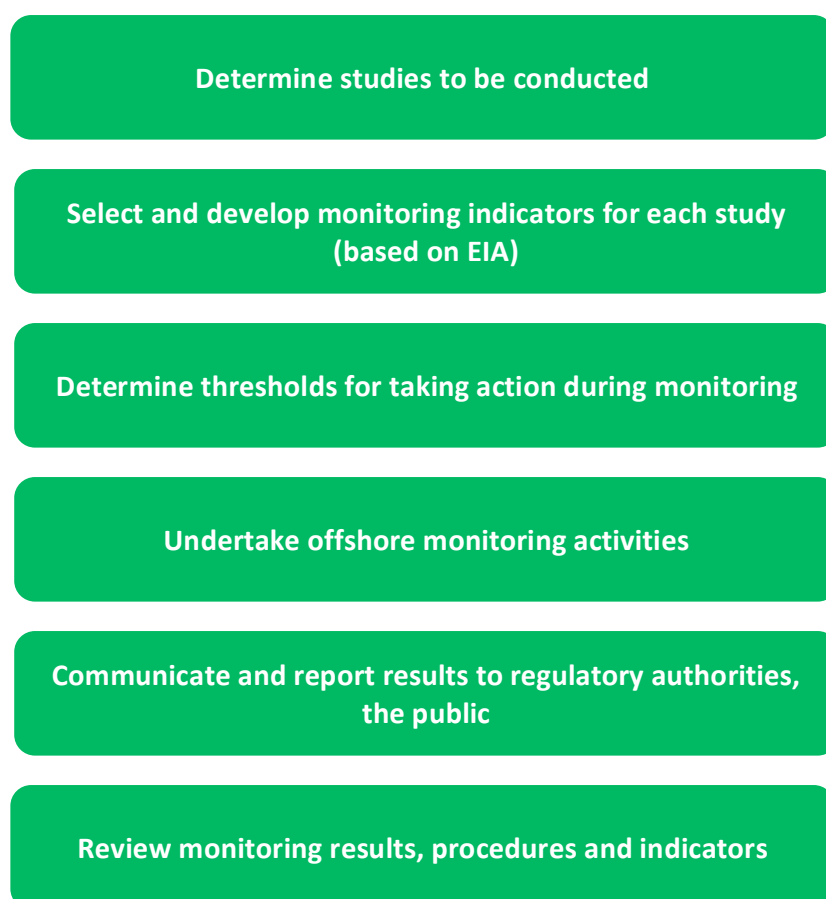 Determine studies to be conducted
Select and develop monitoring indicators for each study
(based on EIA)
Determine thresholds for taking action during monitoring
Undertake offshore monitoring activities
Communicate and report results to regulatory authorities,
the public
Review monitoring results, procedures and indicators